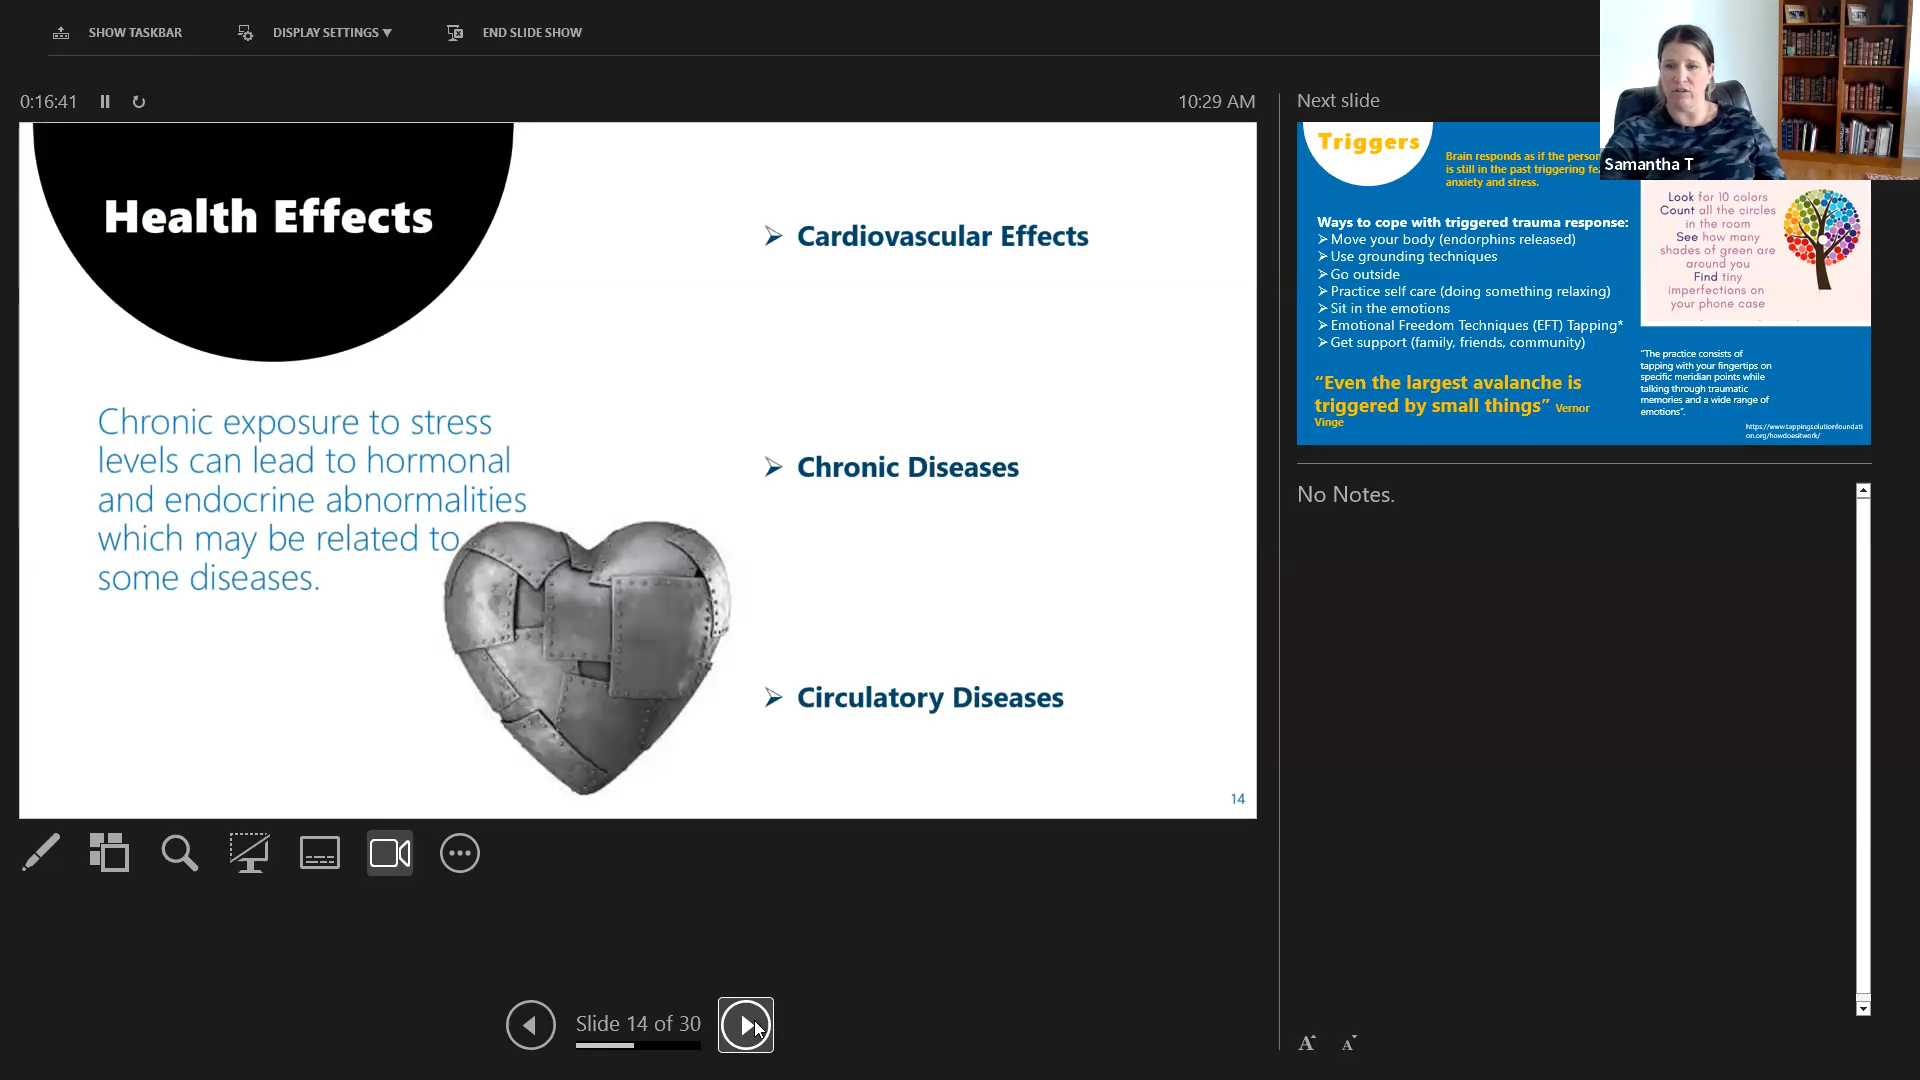 SHOW TASKBAR
DISPLAY SETTINGS ▼
END SLIDE SHOW
0:16:41
10:29 AM
Health Effects
Chronic exposure to stress
levels can lead to hormonal
and endocrine abnormalities
which may be related to
some diseases.
➢ Cardiovascular Effects
➢ Chronic Diseases
➢ Circulatory Diseases
14
Slide 14 of 30
Next slide
Samantha T
Triggers
Brain responds as if the person
is still in the past triggering
anxiety and stress.
Ways to cope with triggered trauma response:
➢ Move your body (endorphins released)
➢ Use grounding techniques
➢ Go outside
➢ Practice self care (doing something relaxing)
➢ Sit in the emotions
➢ Emotional Freedom Techniques (EFT) Tapping*
➢ Get support (family, friends, community)
“Even the largest avalanche is
triggered by small things” Vernor
Vinge
Look for 10 colors
Count all the circles
in the room
See how many
shades of green are
around you
Find tiny
imperfections on
your phone case
“The practice consists of
tapping with your fingertips on
specific meridian points while
talking through traumatic
memories and a wide range of
emotions”.
https://www.tappingsolutionfoundati
on.org/howdoesitwork/
No Notes.
A A